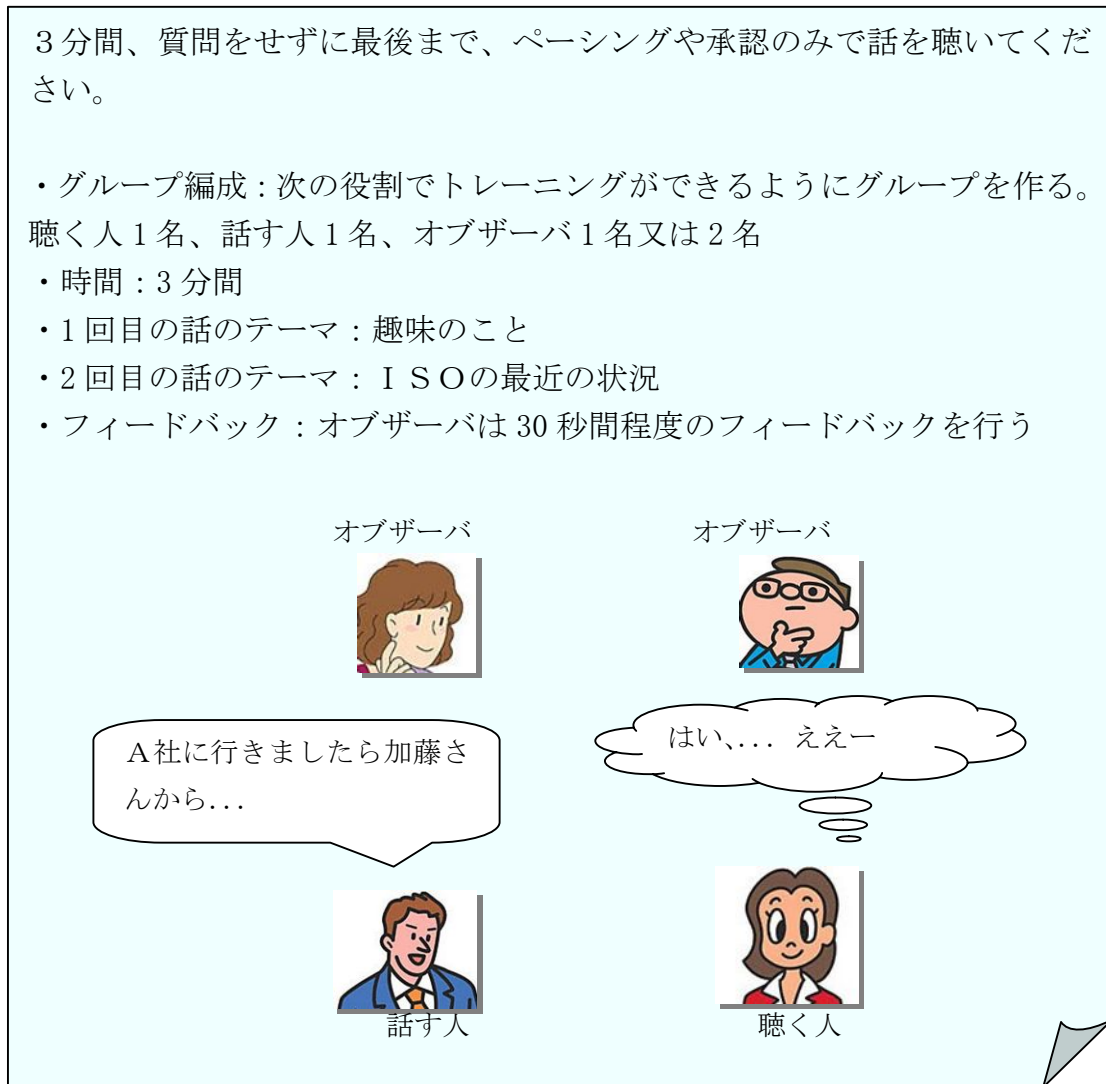 ３分間、質問をせずに最後まで、ペーシングや承認のみで話を聴いてくだ
さい。
・グループ編成：次の役割でトレーニングができるようにグループを作る。
聴く人 1 名、話す人 1 名、オブザーバ 1 名又は 2 名
・時間：3 分間
・1 回目の話のテーマ：趣味のこと
・2 回目の話のテーマ：ＩＳＯの最近の状況
・フィードバック：オブザーバは 30 秒間程度のフィードバックを行う
オブザーバ
オブザーバ
Ａ社に行きましたら加藤さ
んから...
はい、... ええー
話す人
聴く人